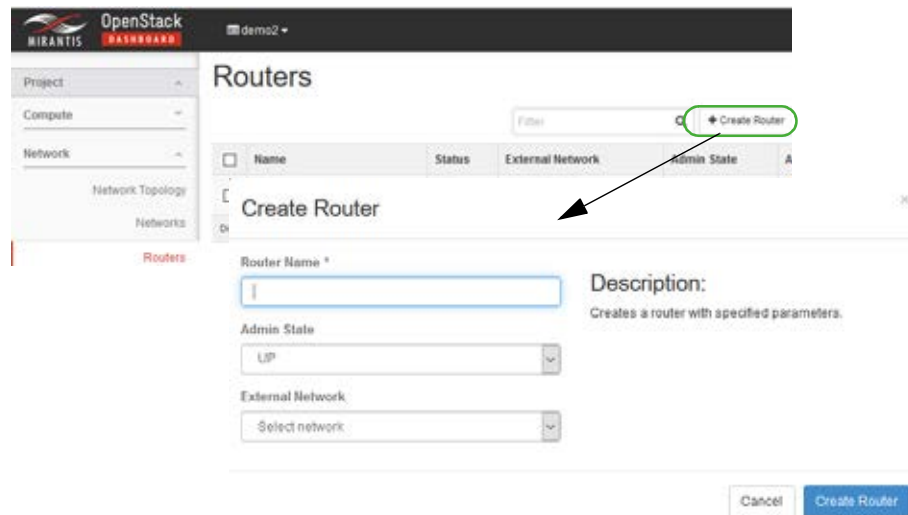 MIRANTIS
OpenStack
DASHBOARD
demo2
Project
Compute
Network
Network Topology
Networks
Routers
Routers
Filter
+ Create Router
Name Status External Network Admin State A
Create Router
×
Router Name *
Admin State
UP
External Network
Select network
Description:
Creates a router with specified parameters.
Cancel
Create Router